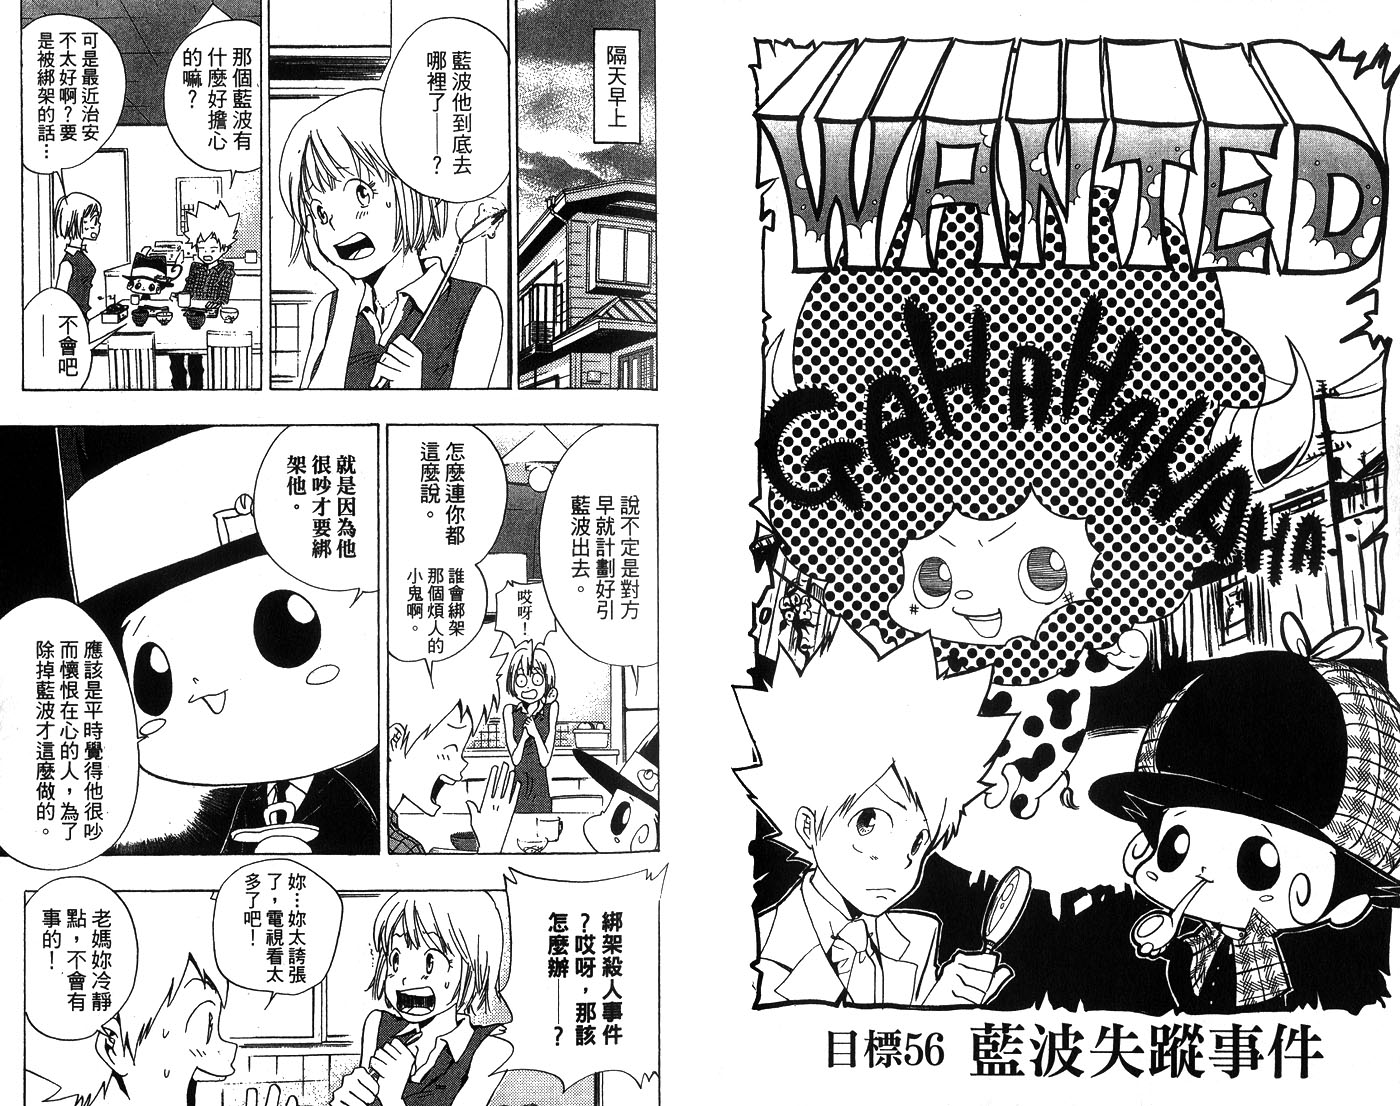 WANTED
GAHAHAHAHAHA
目標56 藍波失蹤事件
隔天早上
藍波他到底去
哪裡了——？
那個藍波有
什麼好擔心
的嘛？
可是最近治安
不太好啊？要
是被綁架的話…
不會吧
——
說不定是對方
早就計劃好引
藍波出去。
哎呀！
怎麼連你都
這麼說。
誰會綁架
那個煩人的
小鬼啊。
就是因為他
很吵才要綁
架他。
應該是平時覺得他很吵
而懷恨在心的人，為了
除掉藍波才這麼做的。
綁架殺人事件
？哎呀，那該
怎麼辦——？
妳…妳太誇張
了，電視看太
多了吧！
老媽妳冷靜
點，不會有
事的！